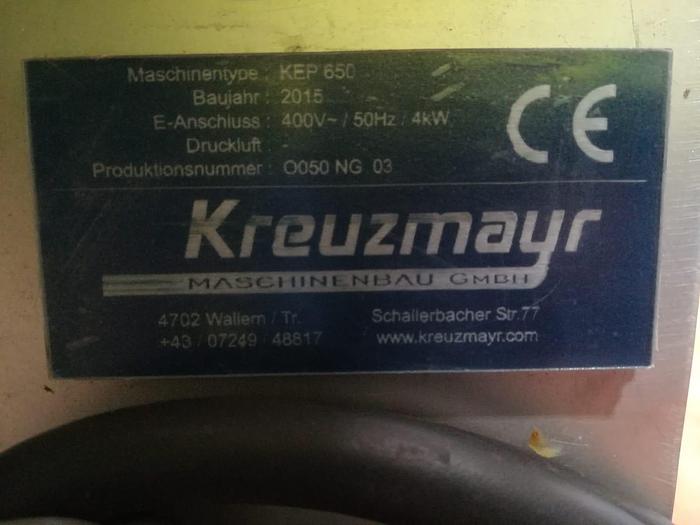 Maschinentype : KEP 650
Baujahr : 2015
E-Anschluss : 400V~ / 50Hz / 4kW
Druckluft : -
Produktionsnummer : O050 NG 03
CE
Kreuzmayr
MASCHINENBAU GMBH
4702 Wallern / Tr. Schallerbacher Str.77
+43 / 07249 / 48817 www.kreuzmayr.com